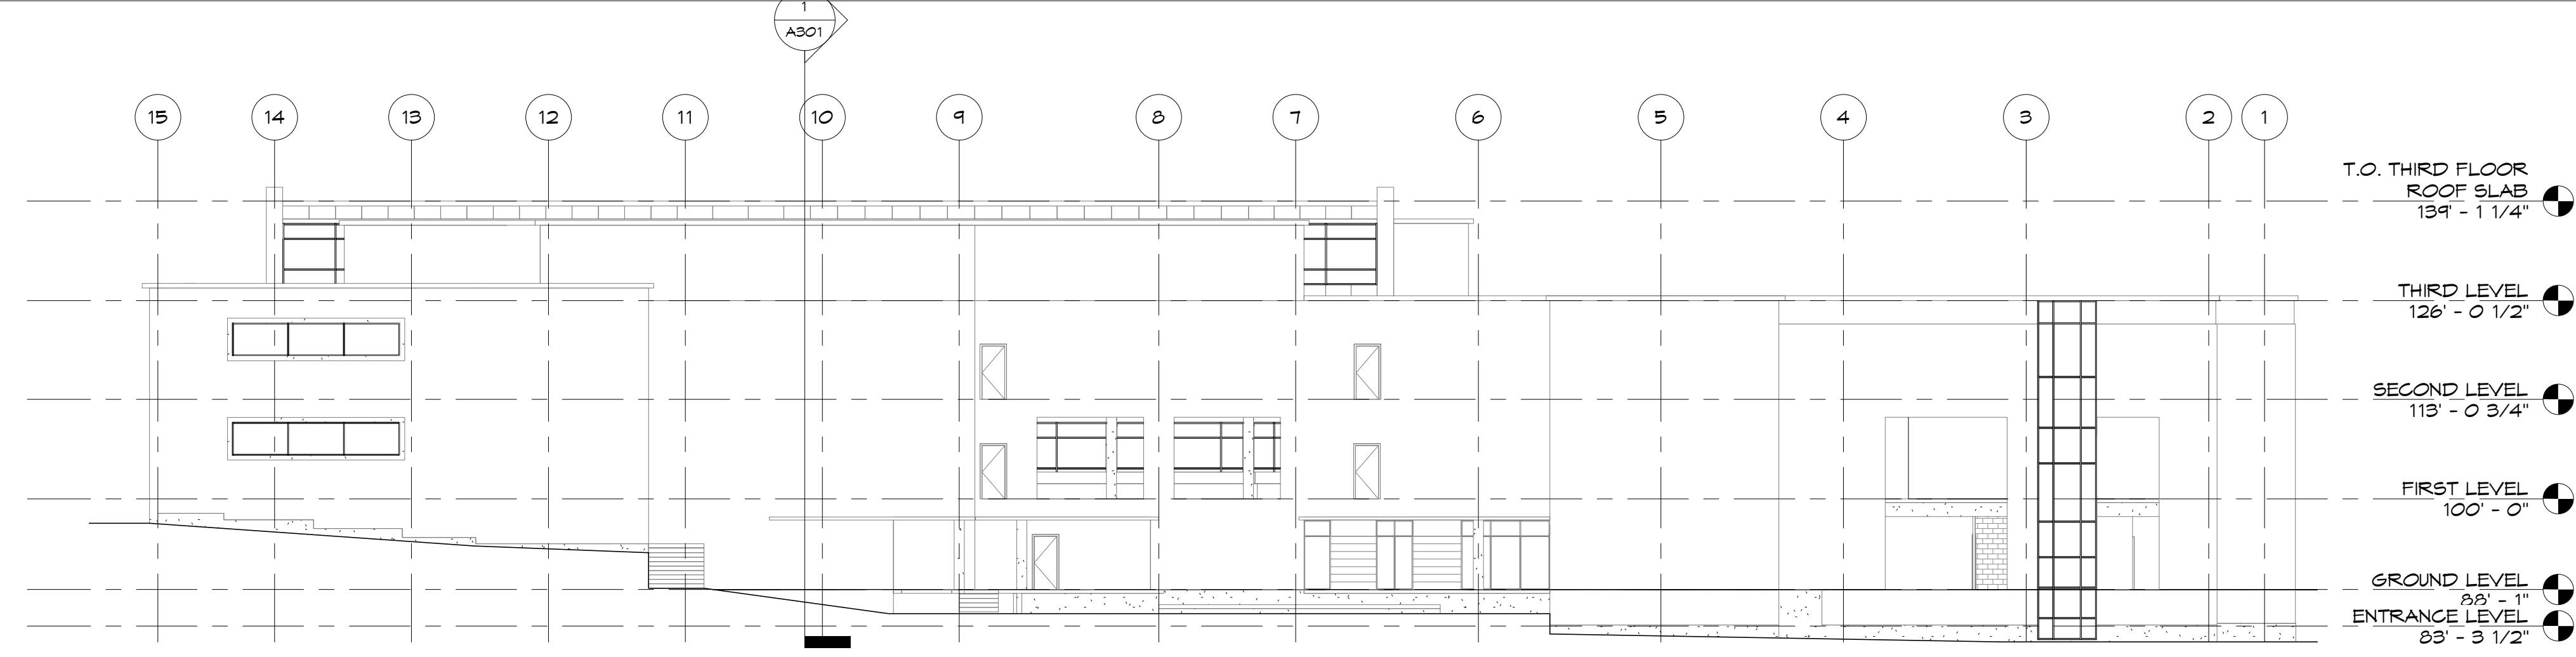 1
A301
15
14
13
12
11
10
9
8
7
6
5
4
3
2
1
T.O. THIRD FLOOR
ROOF SLAB
139' - 1 1/4"
THIRD LEVEL
126' - 0 1/2"
SECOND LEVEL
113' - 0 3/4"
FIRST LEVEL
100' - 0"
GROUND LEVEL
88' - 1"
ENTRANCE LEVEL
83' - 3 1/2"